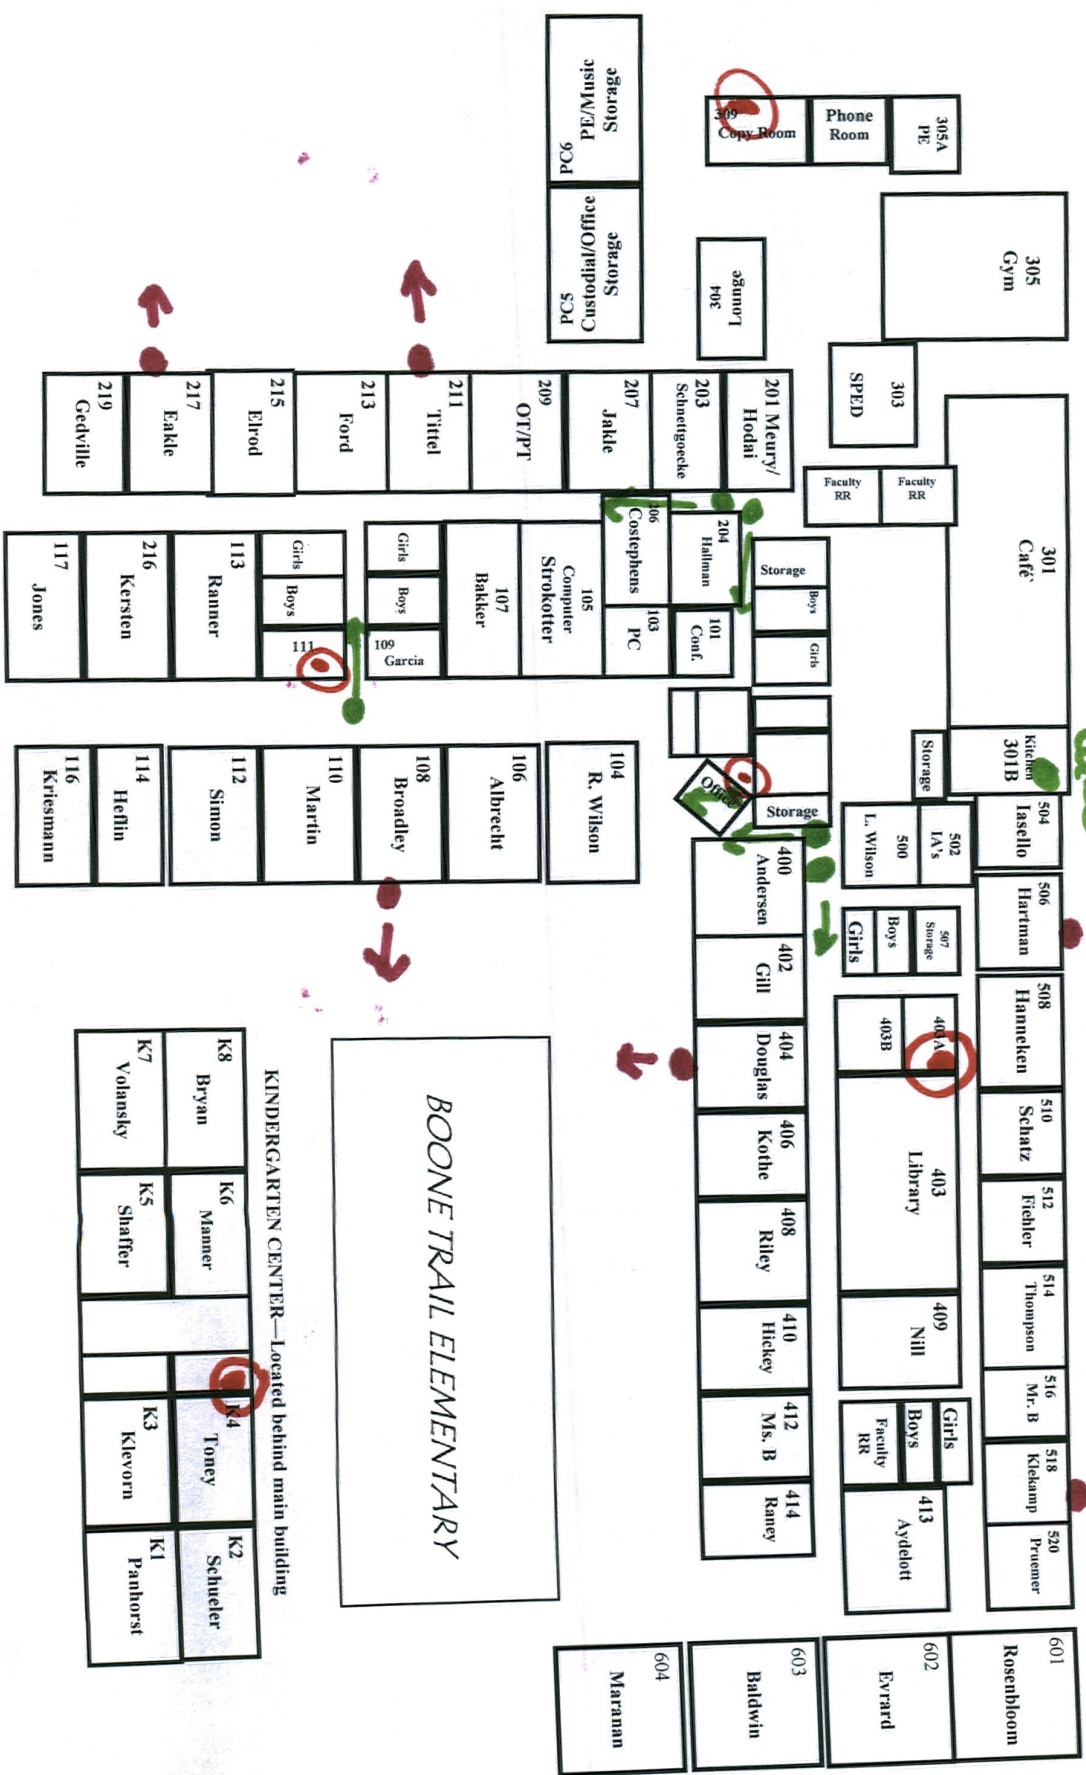 305A
PE
Phone
Room
309
Copy Room
305
Gym
301
Cafe`
Kitchen
301B
504
Iasello
506
Hartman
508
Hanneken
510
Schatz
512
Fiehler
514
Thompson
516
Mr. B
518
Klekamp
520
Pruemer
601
Rosenbloom
602
Evrard
603
Baldwin
604
Maranan
303
SPED
Faculty
RR
Faculty
RR
Storage
502
IA's
500
L. Wilson
507
Storage
Boys
Girls
403A
403B
403
Library
409
Nill
Girls
Boys
Faculty
RR
413
Aydelott
Lounge
304
Storage
Boys
Girls
Storage
Office
400
Andersen
402
Gill
404
Douglas
406
Kothe
408
Riley
410
Hickey
412
Ms. B
414
Raney
Storage
PE/Music
PC6
Storage
Custodial/Office
PC5
201 Meury/
Hodai
203
Schnettgoecke
207
Jakle
209
OT/PT
211
Tittel
213
Ford
215
Elrod
217
Eakle
219
Gedville
204
Hallman
101
Conf.
206
Costephens
103
PC
105
Computer
Strokotter
107
Bakker
Girls
Boys
109
Garcia
Girls
Boys
111
113
Ranner
216
Kersten
117
Jones
104
R. Wilson
106
Albrecht
108
Broadley
110
Martin
112
Simon
114
Heflin
116
Kriesmann
BOONE TRAIL ELEMENTARY
KINDERGARTEN CENTER—Located behind main building
K8
Bryan
K6
Manner
K4
Toney
K2
Schueler
K7
Volansky
K5
Shaffer
K3
Klevorn
K1
Panhorst